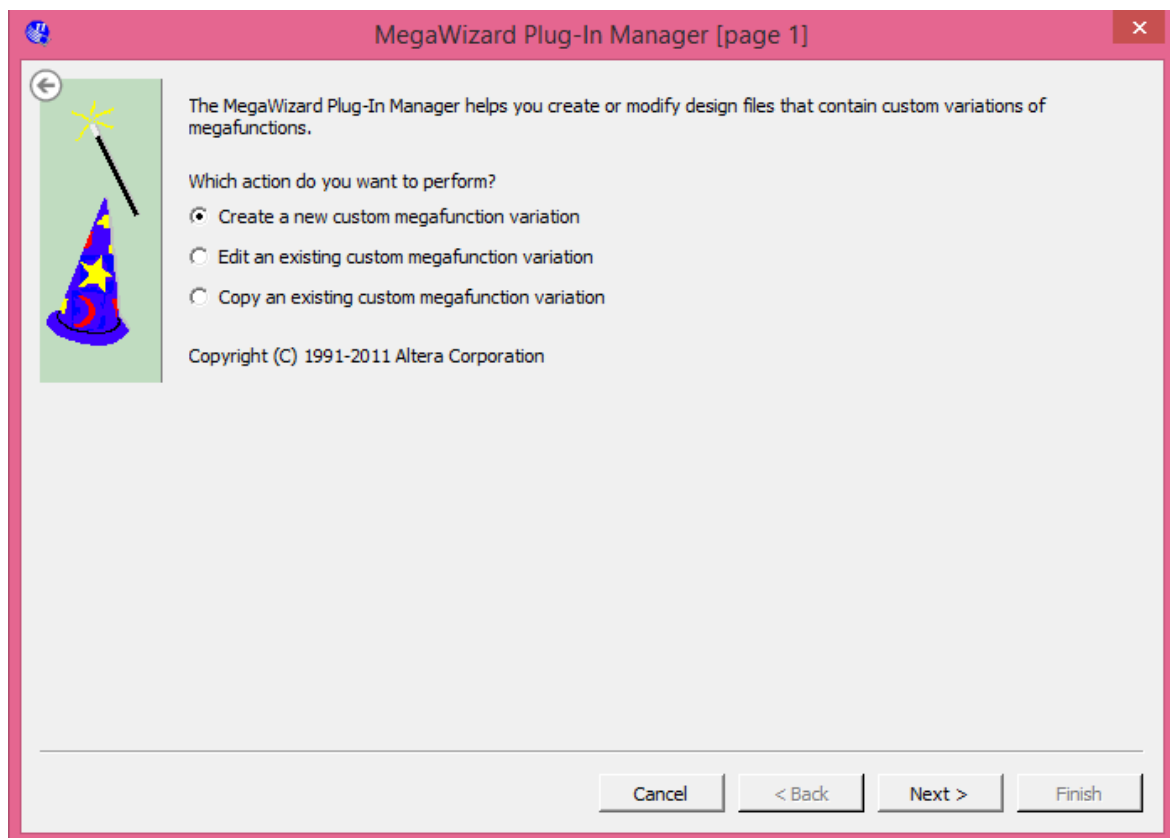 MegaWizard Plug-In Manager [page 1]
The MegaWizard Plug-In Manager helps you create or modify design files that contain custom variations of
megafunctions.
Which action do you want to perform?
Create a new custom megafunction variation
Edit an existing custom megafunction variation
Copy an existing custom megafunction variation
Copyright (C) 1991-2011 Altera Corporation
Cancel < Back Next > Finish